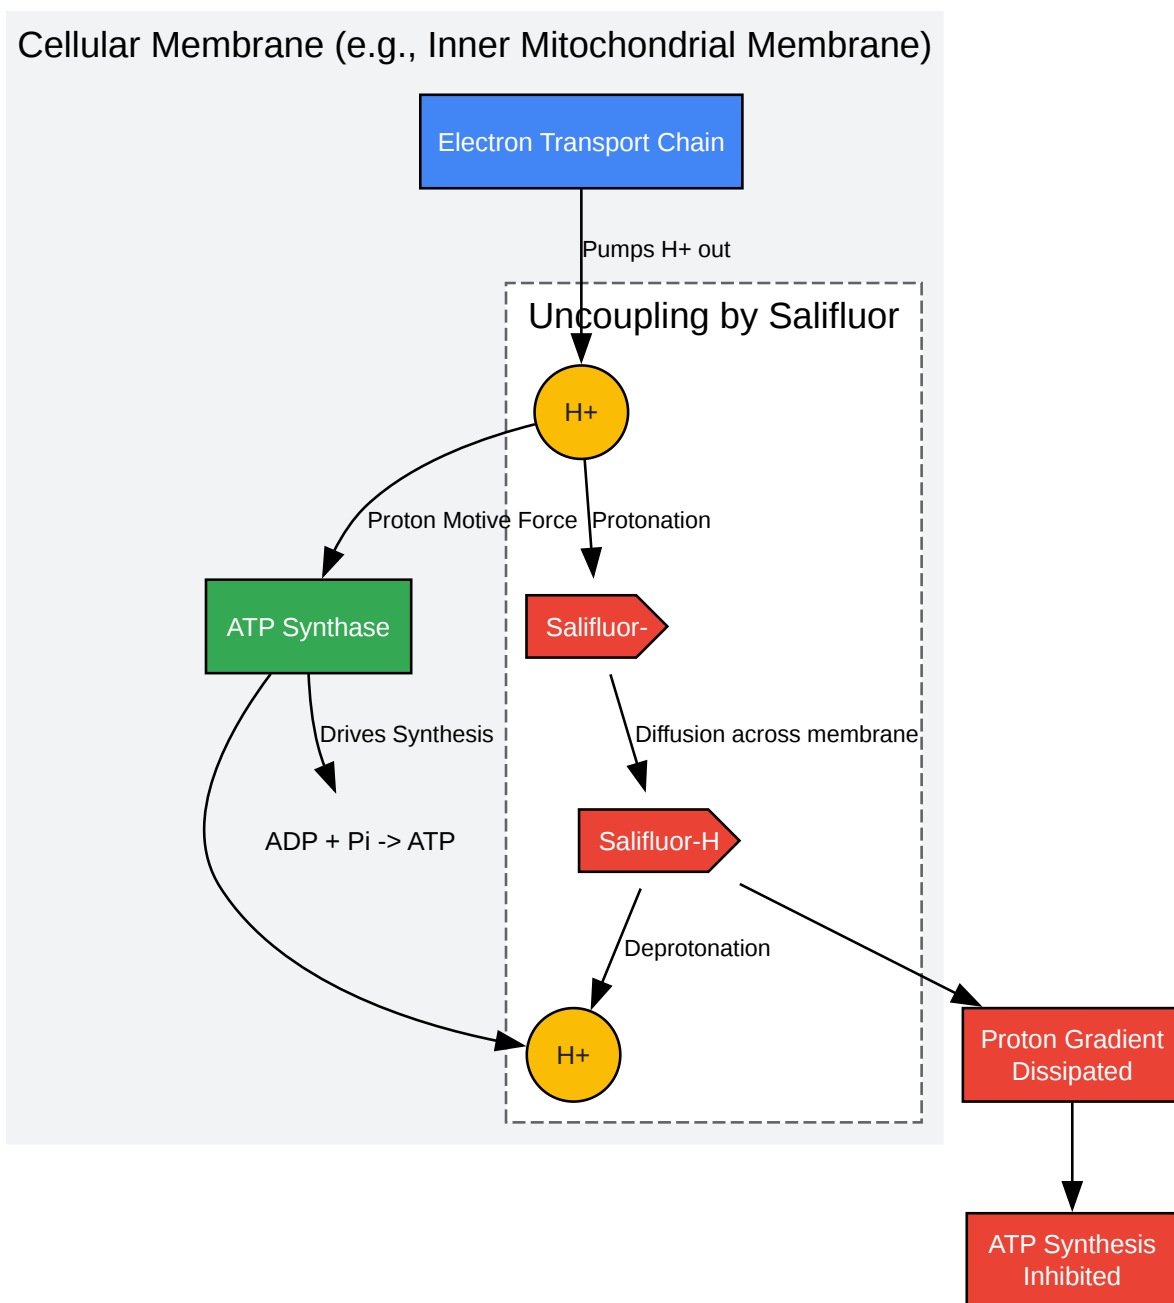 Cellular Membrane (e.g., Inner Mitochondrial Membrane)
Electron Transport Chain
Pumps H+ out
Uncoupling by Salifluor
H+
Proton Motive Force
Protonation
ATP Synthase
Salifluor-
Drives Synthesis
Diffusion across membrane
ADP + Pi -> ATP
Salifluor-H
Deprotonation
H+
Proton Gradient
Dissipated
ATP Synthesis
Inhibited